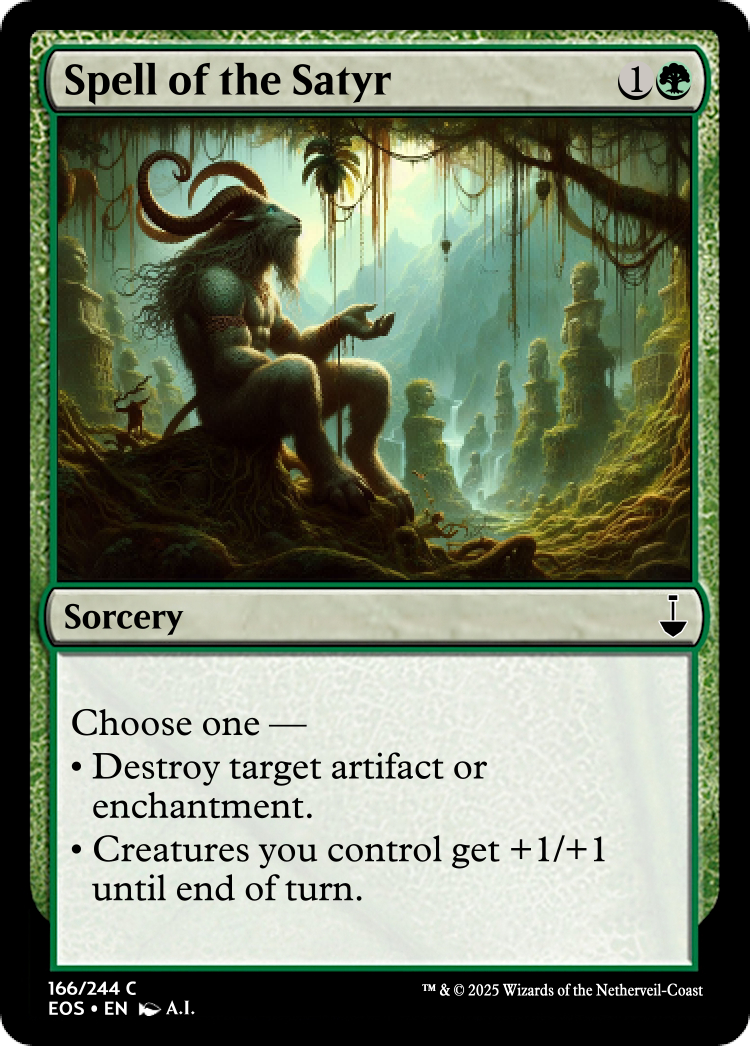 Spell of the Satyr 1
Sorcery
Choose one —
• Destroy target artifact or
enchantment.
• Creatures you control get +1/+1
until end of turn.
166/244 C
EOS • EN A.I.
™ & © 2025 Wizards of the Netherveil-Coast